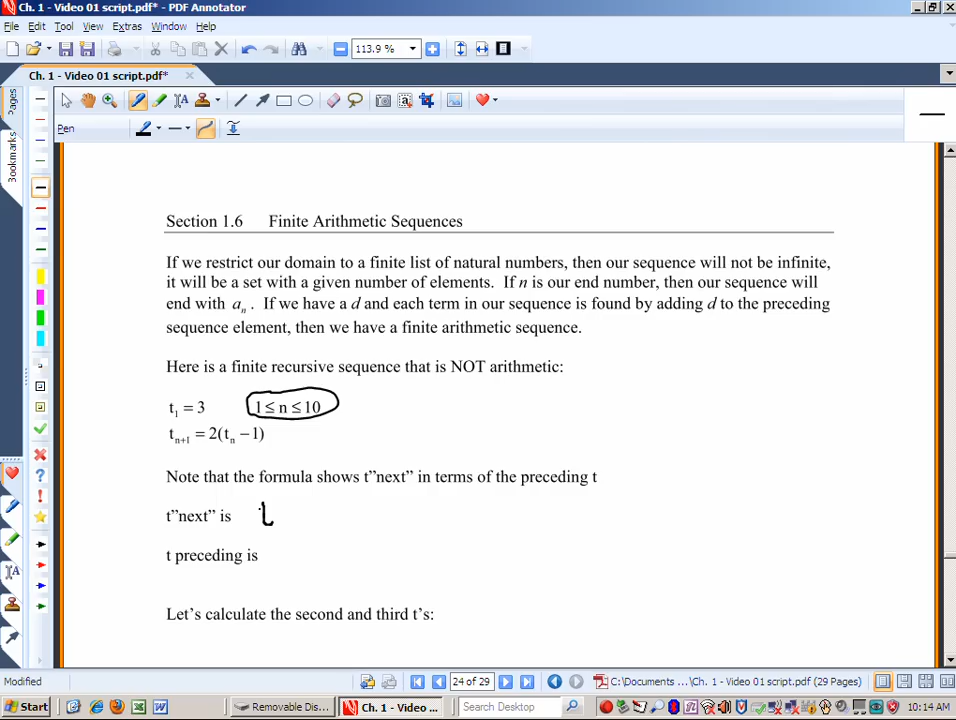 Ch. 1 - Video 01 script.pdf* - PDF Annotator
File Edit Tool View Extras Window Help
113.9 %
Ch. 1 - Video 01 script.pdf*
Pen
Pages
Bookmarks
Section 1.6 Finite Arithmetic Sequences
If we restrict our domain to a finite list of natural numbers, then our sequence will not be infinite,
it will be a set with a given number of elements. If n is our end number, then our sequence will
end with aₙ. If we have a d and each term in our sequence is found by adding d to the preceding
sequence element, then we have a finite arithmetic sequence.
Here is a finite recursive sequence that is NOT arithmetic:
t₁ = 3 1 ≤ n ≤ 10
tₙ₊₁ = 2(tₙ − 1)
Note that the formula shows t"next" in terms of the preceding t
t"next" is t
t preceding is
Let's calculate the second and third t's:
Modified
24 of 29
C:\Documents ...\Ch. 1 - Video 01 script.pdf (29 Pages)
Start
Removable Dis...
Ch. 1 - Video ...
Search Desktop
10:14 AM